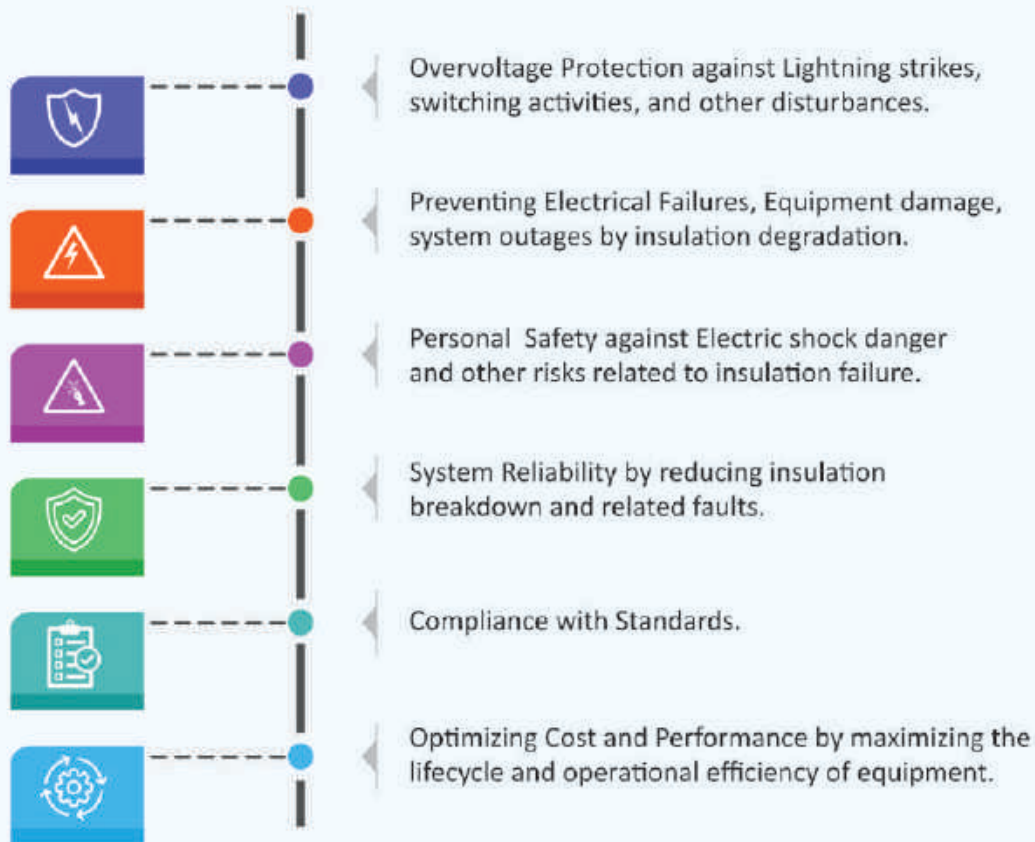 Overvoltage Protection against Lightning strikes,
switching activities, and other disturbances.
Preventing Electrical Failures, Equipment damage,
system outages by insulation degradation.
Personal Safety against Electric shock danger
and other risks related to insulation failure.
System Reliability by reducing insulation
breakdown and related faults.
Compliance with Standards.
Optimizing Cost and Performance by maximizing the
lifecycle and operational efficiency of equipment.